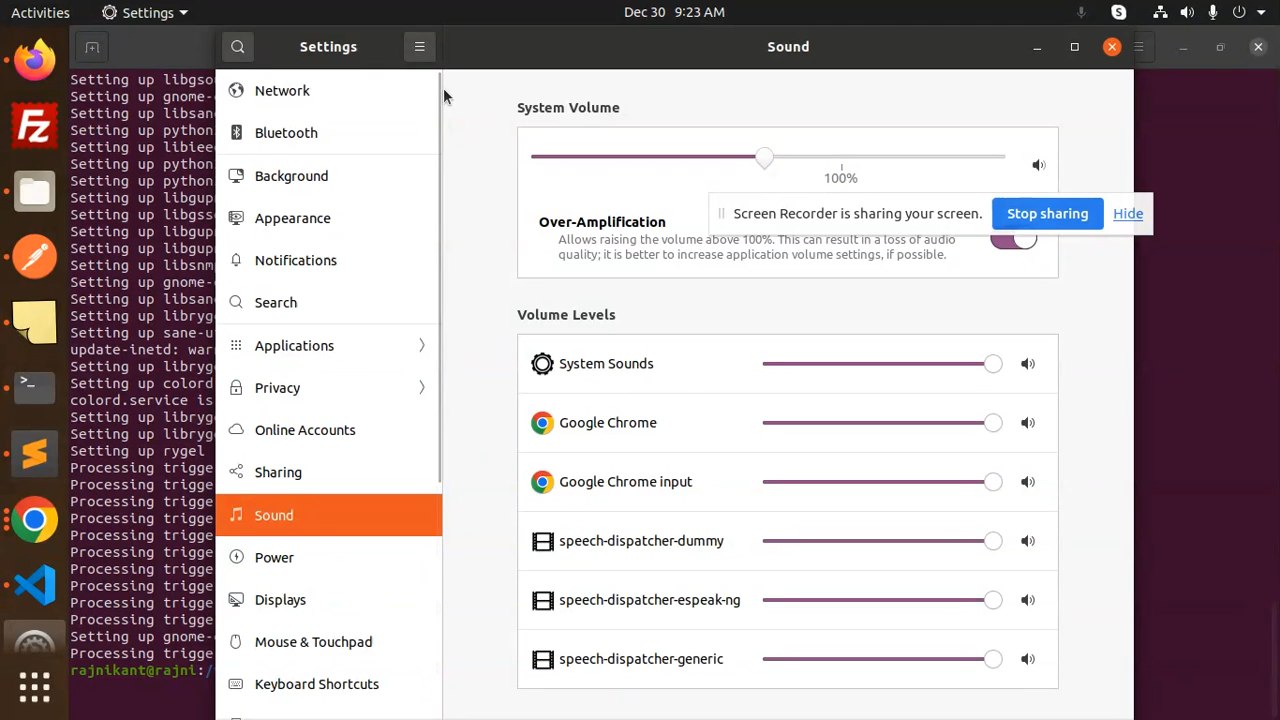 Activities
Settings
Dec 30 9:23 AM
Settings
Sound
Setting up libgso
Setting up gnome-
Setting up libsan
Setting up python
Setting up libiee
Setting up python
Setting up python
Setting up libgup
Setting up libgss
Setting up libgup
Setting up libsnm
Setting up gnome-
Setting up libsan
Setting up libryg
Setting up libryg
Setting up sane-u
update-inetd: war
Setting up libryg
Setting up colord
colord.service is
Setting up libryg
Setting up libryg
Setting up rygel
Processing trigge
Processing trigge
Processing trigge
Processing trigge
Processing trigge
Processing trigge
Processing trigge
Processing trigge
Processing trigge
Processing trigge
Setting up gnome-
Processing trigge
rajnikant@rajni:/
Network
Bluetooth
Background
Appearance
Notifications
Search
Applications
Privacy
Online Accounts
Sharing
Sound
Power
Displays
Mouse & Touchpad
Keyboard Shortcuts
System Volume
100%
Screen Recorder is sharing your screen.
Stop sharing
Hide
Over-Amplification
Allows raising the volume above 100%. This can result in a loss of audio
quality; it is better to increase application volume settings, if possible.
Volume Levels
System Sounds
Google Chrome
Google Chrome input
speech-dispatcher-dummy
speech-dispatcher-espeak-ng
speech-dispatcher-generic